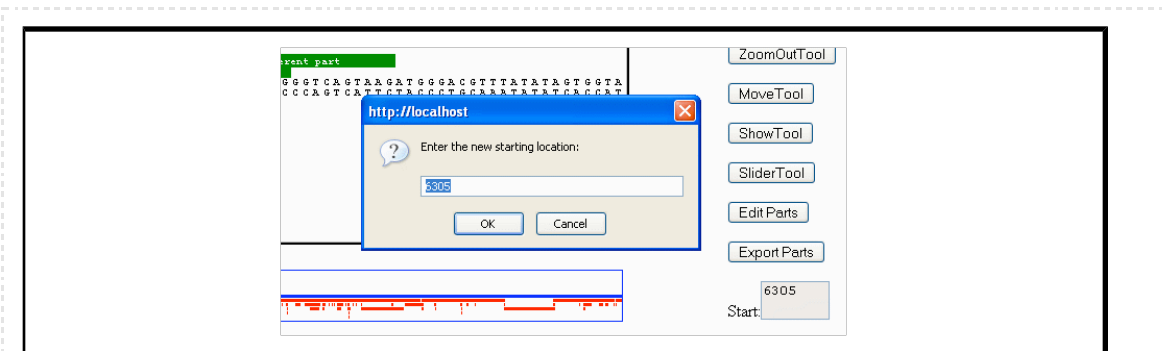 erent part
G G G T C A G T A A G A T G G G A C G T T T A T A T A G T G G T A
C C C A G T C A T T C T A C C C T G C A A A T A T A T C A C C A T
http://localhost
Enter the new starting location:
6305
OK Cancel
ZoomOutTool
MoveTool
ShowTool
SliderTool
Edit Parts
Export Parts
6305
Start: